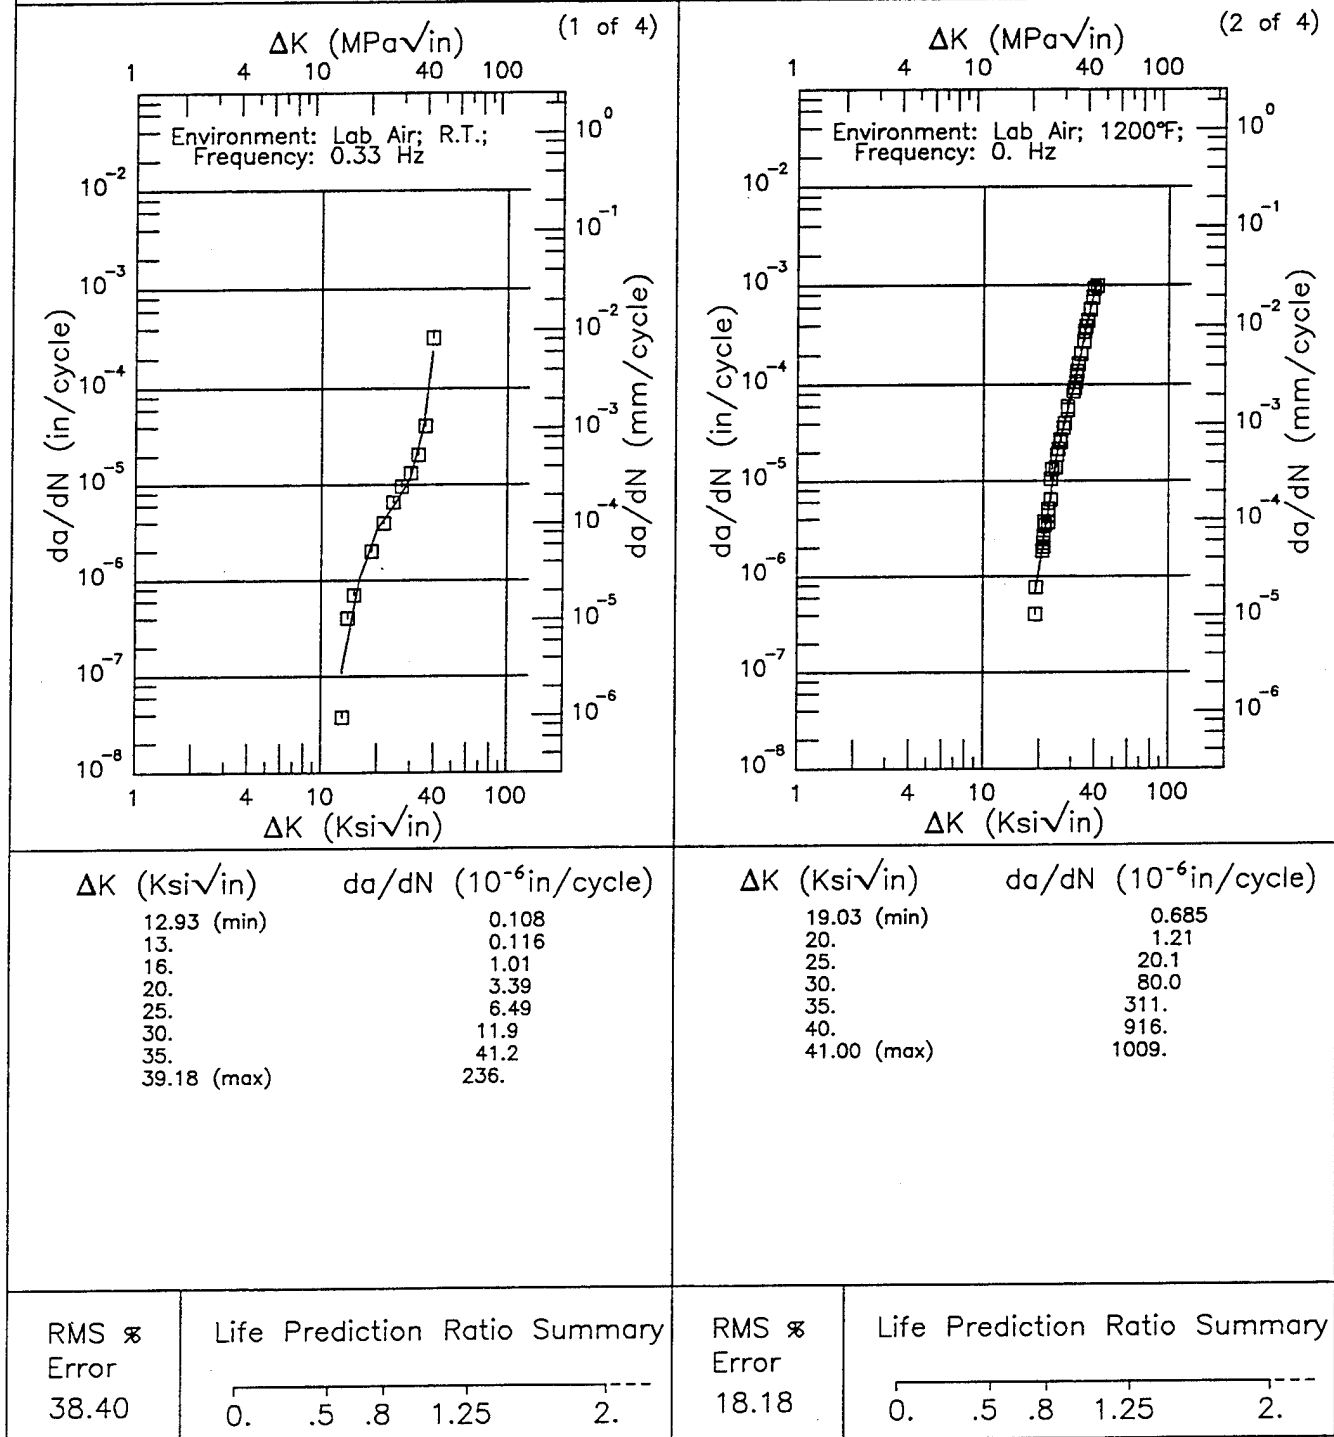 (1 of 4)
ΔK (MPa√in)
1 4 10 40 100
Environment: Lab Air; R.T.;
Frequency: 0.33 Hz
10⁰
10⁻¹
10⁻²
10⁻³
10⁻⁴
10⁻⁵
10⁻⁶
da/dN (mm/cycle)
10⁻²
10⁻³
10⁻⁴
10⁻⁵
10⁻⁶
10⁻⁷
10⁻⁸
da/dN (in/cycle)
1 4 10 40 100
ΔK (Ksi√in)
(2 of 4)
ΔK (MPa√in)
1 4 10 40 100
Environment: Lab Air; 1200°F;
Frequency: 0. Hz
10⁰
10⁻¹
10⁻²
10⁻³
10⁻⁴
10⁻⁵
10⁻⁶
da/dN (mm/cycle)
10⁻²
10⁻³
10⁻⁴
10⁻⁵
10⁻⁶
10⁻⁷
10⁻⁸
da/dN (in/cycle)
1 4 10 40 100
ΔK (Ksi√in)
ΔK (Ksi√in) da/dN (10⁻⁶in/cycle)
12.93 (min) 0.108
13. 0.116
16. 1.01
20. 3.39
25. 6.49
30. 11.9
35. 41.2
39.18 (max) 236.
ΔK (Ksi√in) da/dN (10⁻⁶in/cycle)
19.03 (min) 0.685
20. 1.21
25. 20.1
30. 80.0
35. 311.
40. 916.
41.00 (max) 1009.
RMS %
Error
38.40
Life Prediction Ratio Summary
0. .5 .8 1.25 2.
RMS %
Error
18.18
Life Prediction Ratio Summary
0. .5 .8 1.25 2.